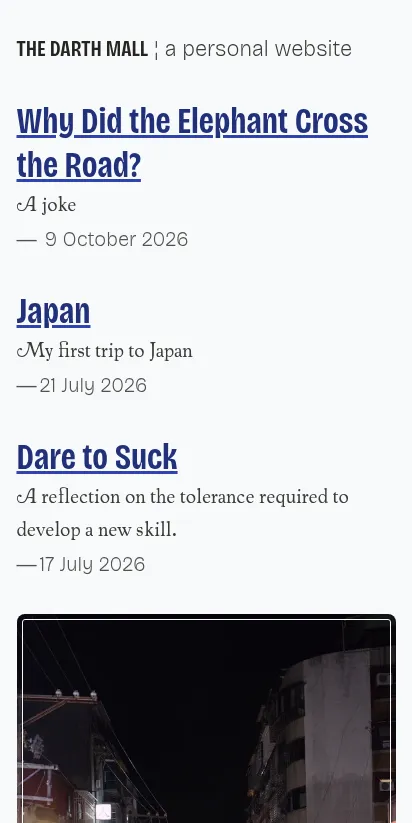 THE DARTH MALL ¦ a personal website
Why Did the Elephant Cross
the Road?
A joke
— 9 October 2026
Japan
My first trip to Japan
— 21 July 2026
Dare to Suck
A reflection on the tolerance required to
develop a new skill.
— 17 July 2026